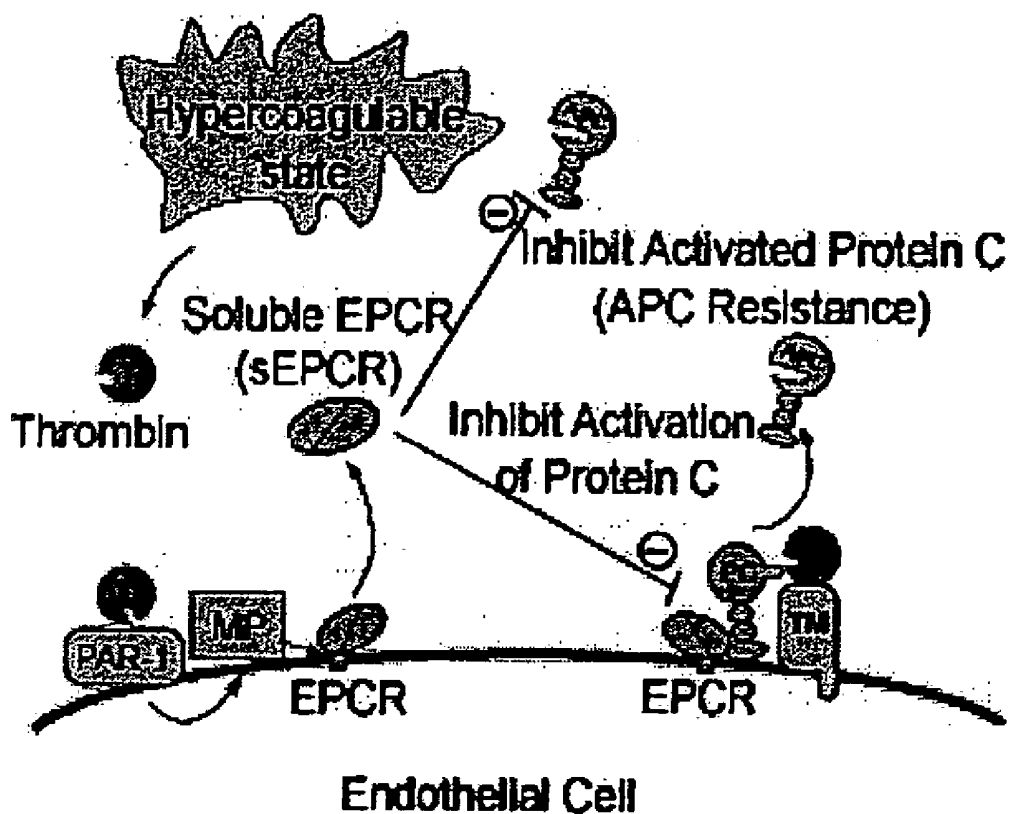 Hypercoagulable
state
Inhibit Activated Protein C
(APC Resistance)
Soluble EPCR
(sEPCR)
Thrombin
Inhibit Activation
of Protein C
PAR-1
MP
EPCR
PC
TM
EPCR
Endothelial Cell